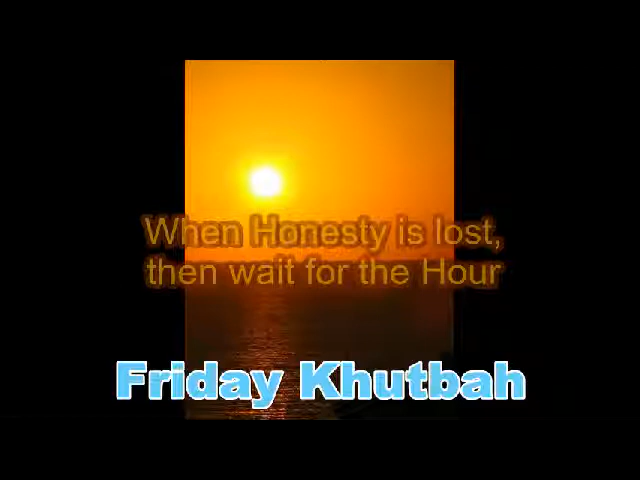 When Honesty is lost,
then wait for the Hour
Friday Khutbah